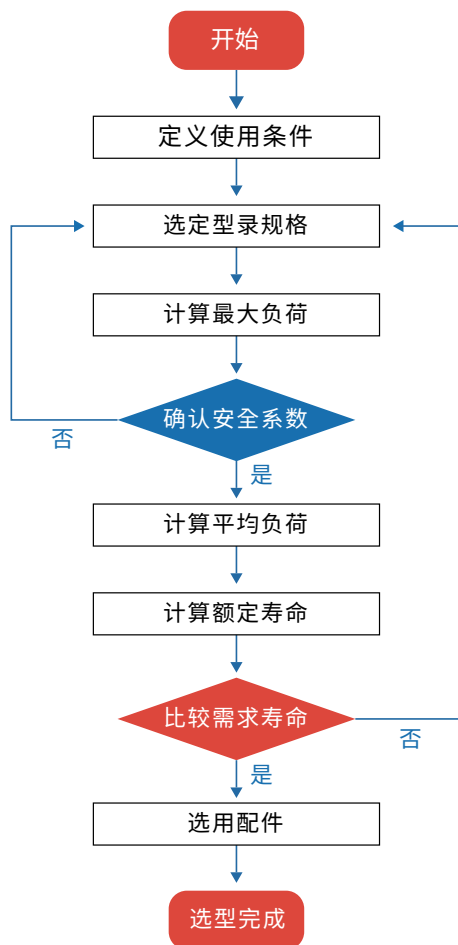 开始
定义使用条件
选定型录规格
计算最大负荷
确认安全系数
否
是
计算平均负荷
计算额定寿命
比较需求寿命
否
是
选用配件
选型完成